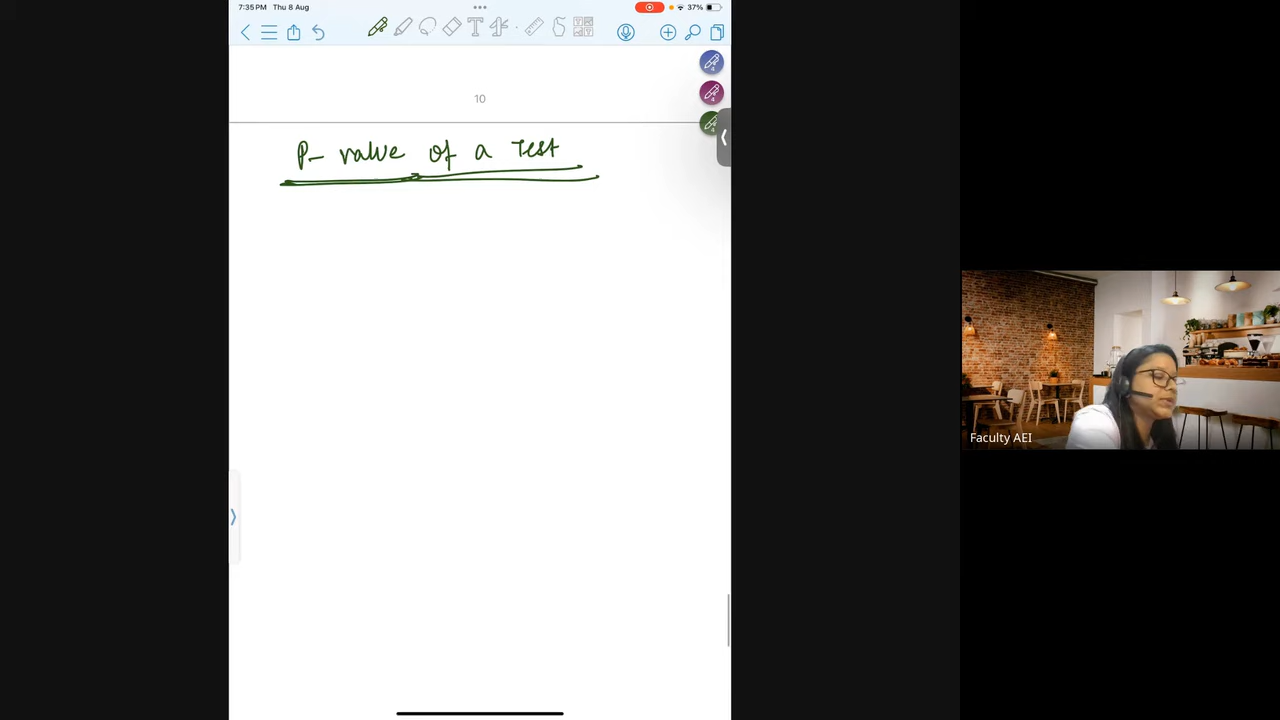 7:35 PM Thu 8 Aug
37%
10
P- value of a Test
Faculty AEI